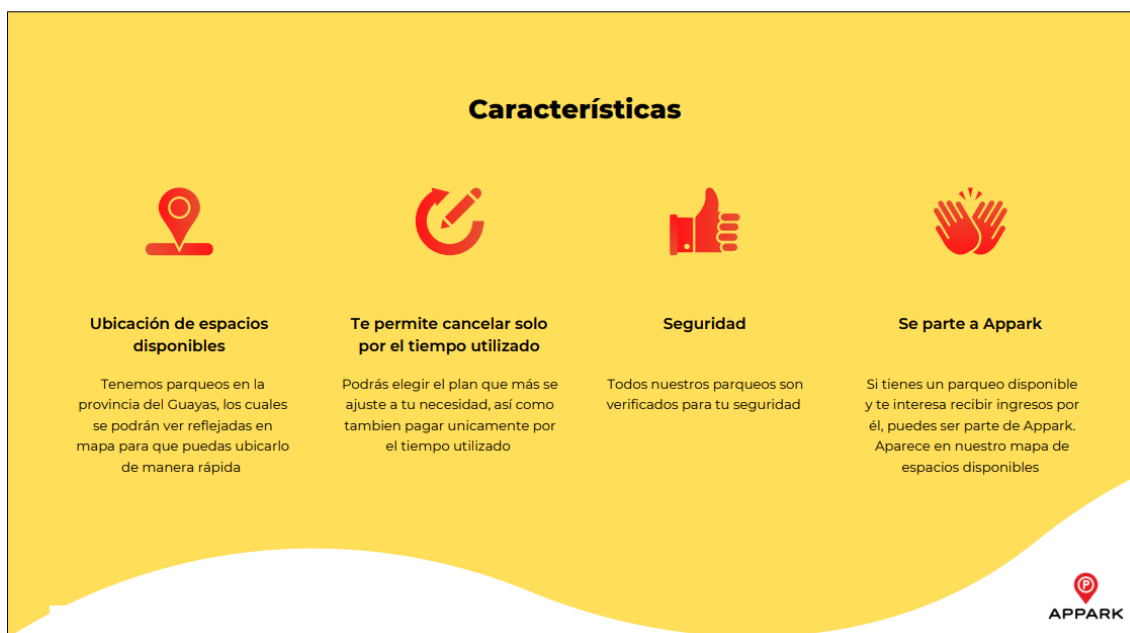 Características
Ubicación de espacios
disponibles
Tenemos parqueos en la
provincia del Guayas, los cuales
se podrán ver reflejadas en
mapa para que puedas ubicarlo
de manera rápida
Te permite cancelar solo
por el tiempo utilizado
Podrás elegir el plan que más se
ajuste a tu necesidad, así como
tambien pagar unicamente por
el tiempo utilizado
Seguridad
Todos nuestros parqueos son
verificados para tu seguridad
Se parte a Appark
Si tienes un parqueo disponible
y te interesa recibir ingresos por
él, puedes ser parte de Appark.
Aparece en nuestro mapa de
espacios disponibles
P
APPARK